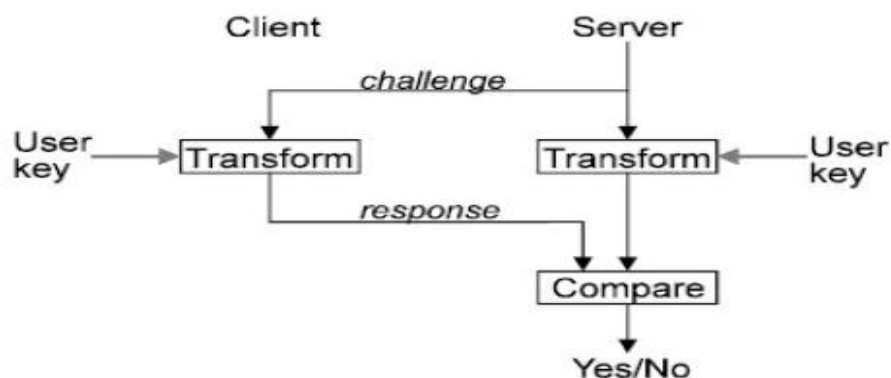 Client
Server
challenge
User
key
Transform
Transform
User
key
response
Compare
Yes/No